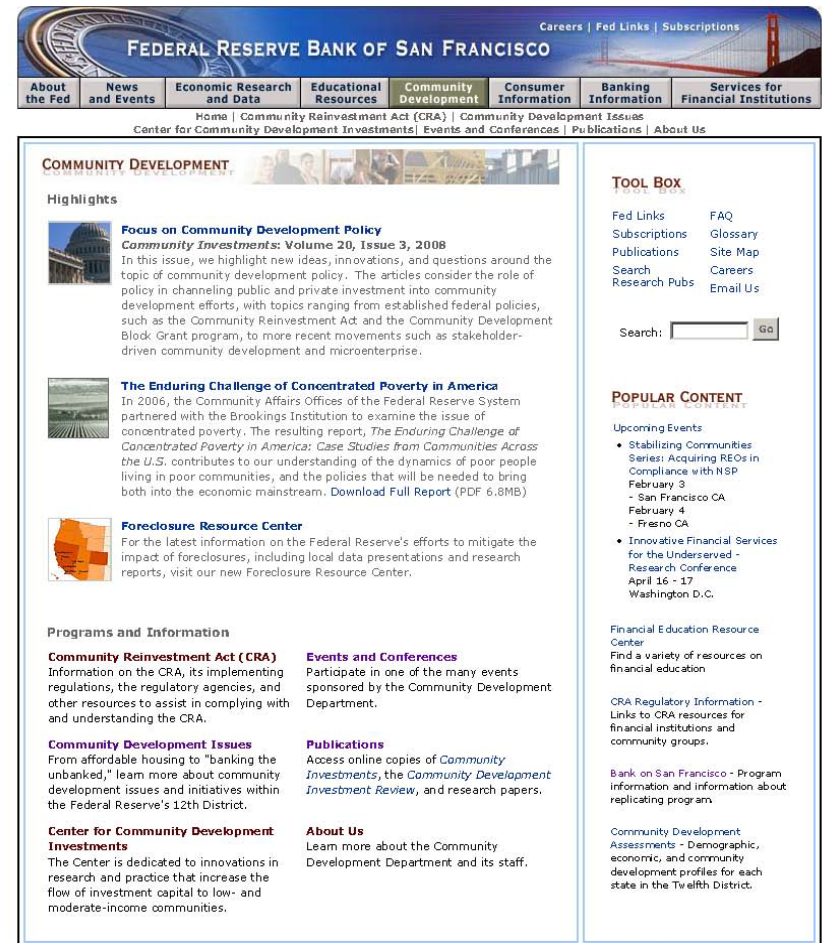 Careers | Fed Links | Subscriptions
FEDERAL RESERVE BANK OF SAN FRANCISCO
About the Fed
News and Events
Economic Research and Data
Educational Resources
Community Development
Consumer Information
Banking Information
Services for Financial Institutions
Home | Community Reinvestment Act (CRA) | Community Development Issues
Center for Community Development Investments| Events and Conferences | Publications | About Us
COMMUNITY DEVELOPMENT
Highlights
Focus on Community Development Policy
Community Investments: Volume 20, Issue 3, 2008
In this issue, we highlight new ideas, innovations, and questions around the
topic of community development policy. The articles consider the role of
policy in channeling public and private investment into community
development efforts, with topics ranging from established federal policies,
such as the Community Reinvestment Act and the Community Development
Block Grant program, to more recent movements such as stakeholder-
driven community development and microenterprise.
The Enduring Challenge of Concentrated Poverty in America
In 2006, the Community Affairs Offices of the Federal Reserve System
partnered with the Brookings Institution to examine the issue of
concentrated poverty. The resulting report, The Enduring Challenge of
Concentrated Poverty in America: Case Studies from Communities Across
the U.S. contributes to our understanding of the dynamics of poor people
living in poor communities, and the policies that will be needed to bring
both into the economic mainstream. Download Full Report (PDF 6.8MB)
Foreclosure Resource Center
For the latest information on the Federal Reserve's efforts to mitigate the
impact of foreclosures, including local data presentations and research
reports, visit our new Foreclosure Resource Center.
Programs and Information
Community Reinvestment Act (CRA)
Information on the CRA, its implementing
regulations, the regulatory agencies, and
other resources to assist in complying with
and understanding the CRA.
Events and Conferences
Participate in one of the many events
sponsored by the Community Development
Department.
Community Development Issues
From affordable housing to "banking the
unbanked," learn more about community
development issues and initiatives within
the Federal Reserve's 12th District.
Publications
Access online copies of Community
Investments, the Community Development
Investment Review, and research papers.
Center for Community Development
Investments
The Center is dedicated to innovations in
research and practice that increase the
flow of investment capital to low- and
moderate-income communities.
About Us
Learn more about the Community
Development Department and its staff.
TOOL BOX
Fed Links
Subscriptions
Publications
Search
Research Pubs
FAQ
Glossary
Site Map
Careers
Email Us
Search:
Go
POPULAR CONTENT
Upcoming Events
• Stabilizing Communities
Series: Acquiring REOs in
Compliance with NSP
February 3
- San Francisco CA
February 4
- Fresno CA
• Innovative Financial Services
for the Underserved -
Research Conference
April 16 - 17
Washington D.C.
Financial Education Resource
Center
Find a variety of resources on
financial education
CRA Regulatory Information -
Links to CRA resources for
financial institutions and
community groups.
Bank on San Francisco - Program
information and information about
replicating program.
Community Development
Assessments - Demographic,
economic, and community
development profiles for each
state in the Twelfth District.